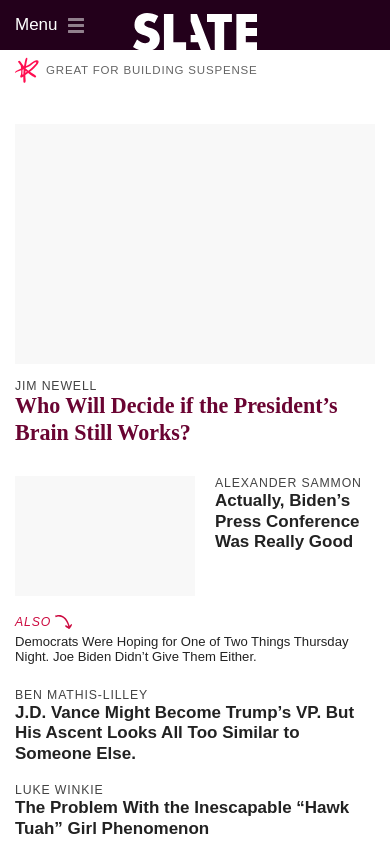 Menu
SLATE
GREAT FOR BUILDING SUSPENSE
JIM NEWELL
Who Will Decide if the President’s
Brain Still Works?
ALEXANDER SAMMON
Actually, Biden’s
Press Conference
Was Really Good
ALSO
Democrats Were Hoping for One of Two Things Thursday
Night. Joe Biden Didn’t Give Them Either.
BEN MATHIS-LILLEY
J.D. Vance Might Become Trump’s VP. But
His Ascent Looks All Too Similar to
Someone Else.
LUKE WINKIE
The Problem With the Inescapable “Hawk
Tuah” Girl Phenomenon